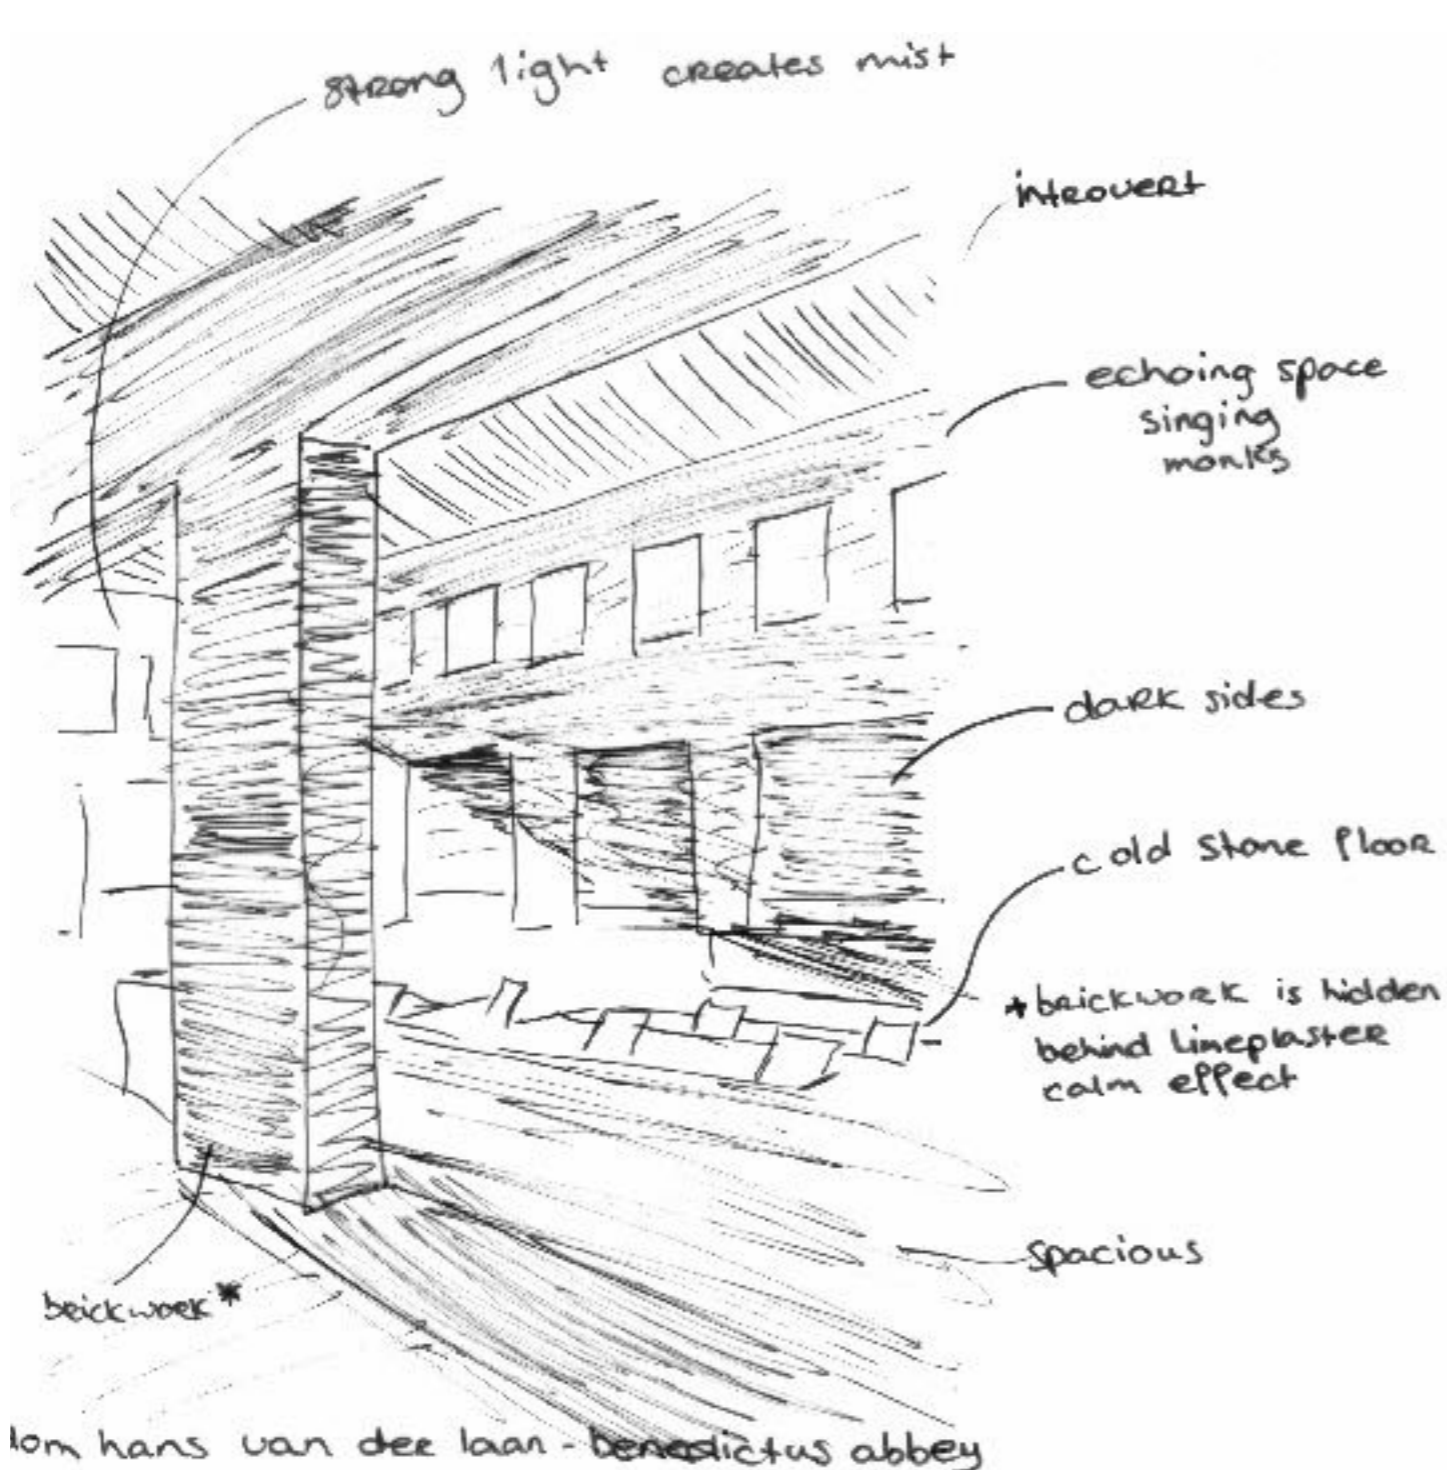 strong light creates mist
introvert
echoing space
singing
monks
dark sides
cold stone floor
*brickwork is hidden
behind limeplaster
calm effect
spacious
brickwork*
dom hans van der laan - benedictus abbey